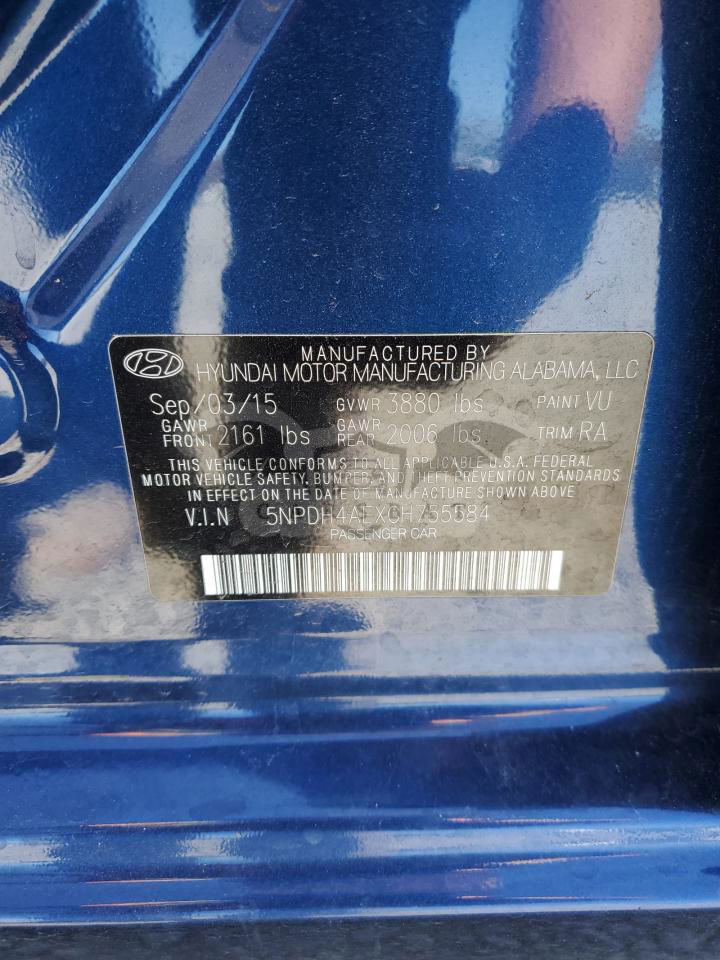 MANUFACTURED BY
HYUNDAI MOTOR MANUFACTURING ALABAMA, LLC
Sep/03/15 GVWR 3880 lbs PAINT VU
GAWR FRONT 2161 lbs GAWR REAR 2006 lbs TRIM RA
THIS VEHICLE CONFORMS TO ALL APPLICABLE U.S.A. FEDERAL
MOTOR VEHICLE SAFETY, BUMPER, AND THEFT PREVENTION STANDARDS
IN EFFECT ON THE DATE OF MANUFACTURE SHOWN ABOVE
V.I.N
PASSENGER CAR